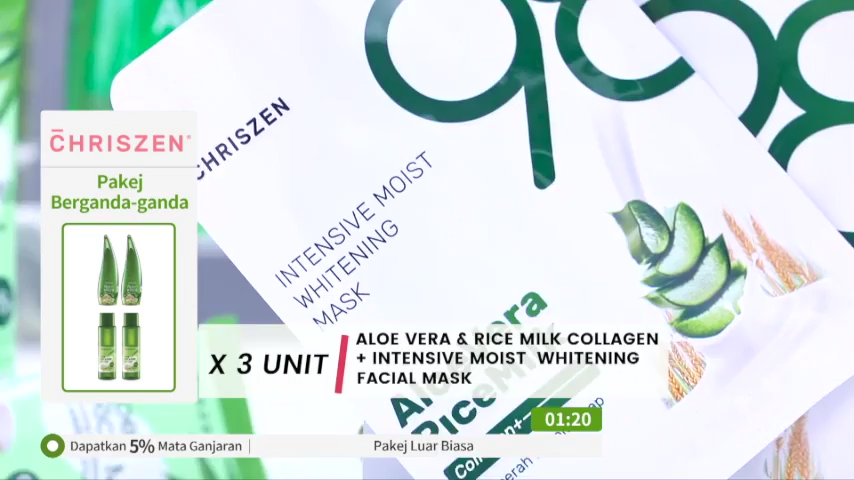 CHRISZEN
Pakej
Berganda-ganda
CHRISZEN
INTENSIVE MOIST
WHITENING
MASK
X 3 UNIT
ALOE VERA & RICE MILK COLLAGEN
+ INTENSIVE MOIST WHITENING
FACIAL MASK
01:20
Dapatkan 5% Mata Ganjaran
Pakej Luar Biasa